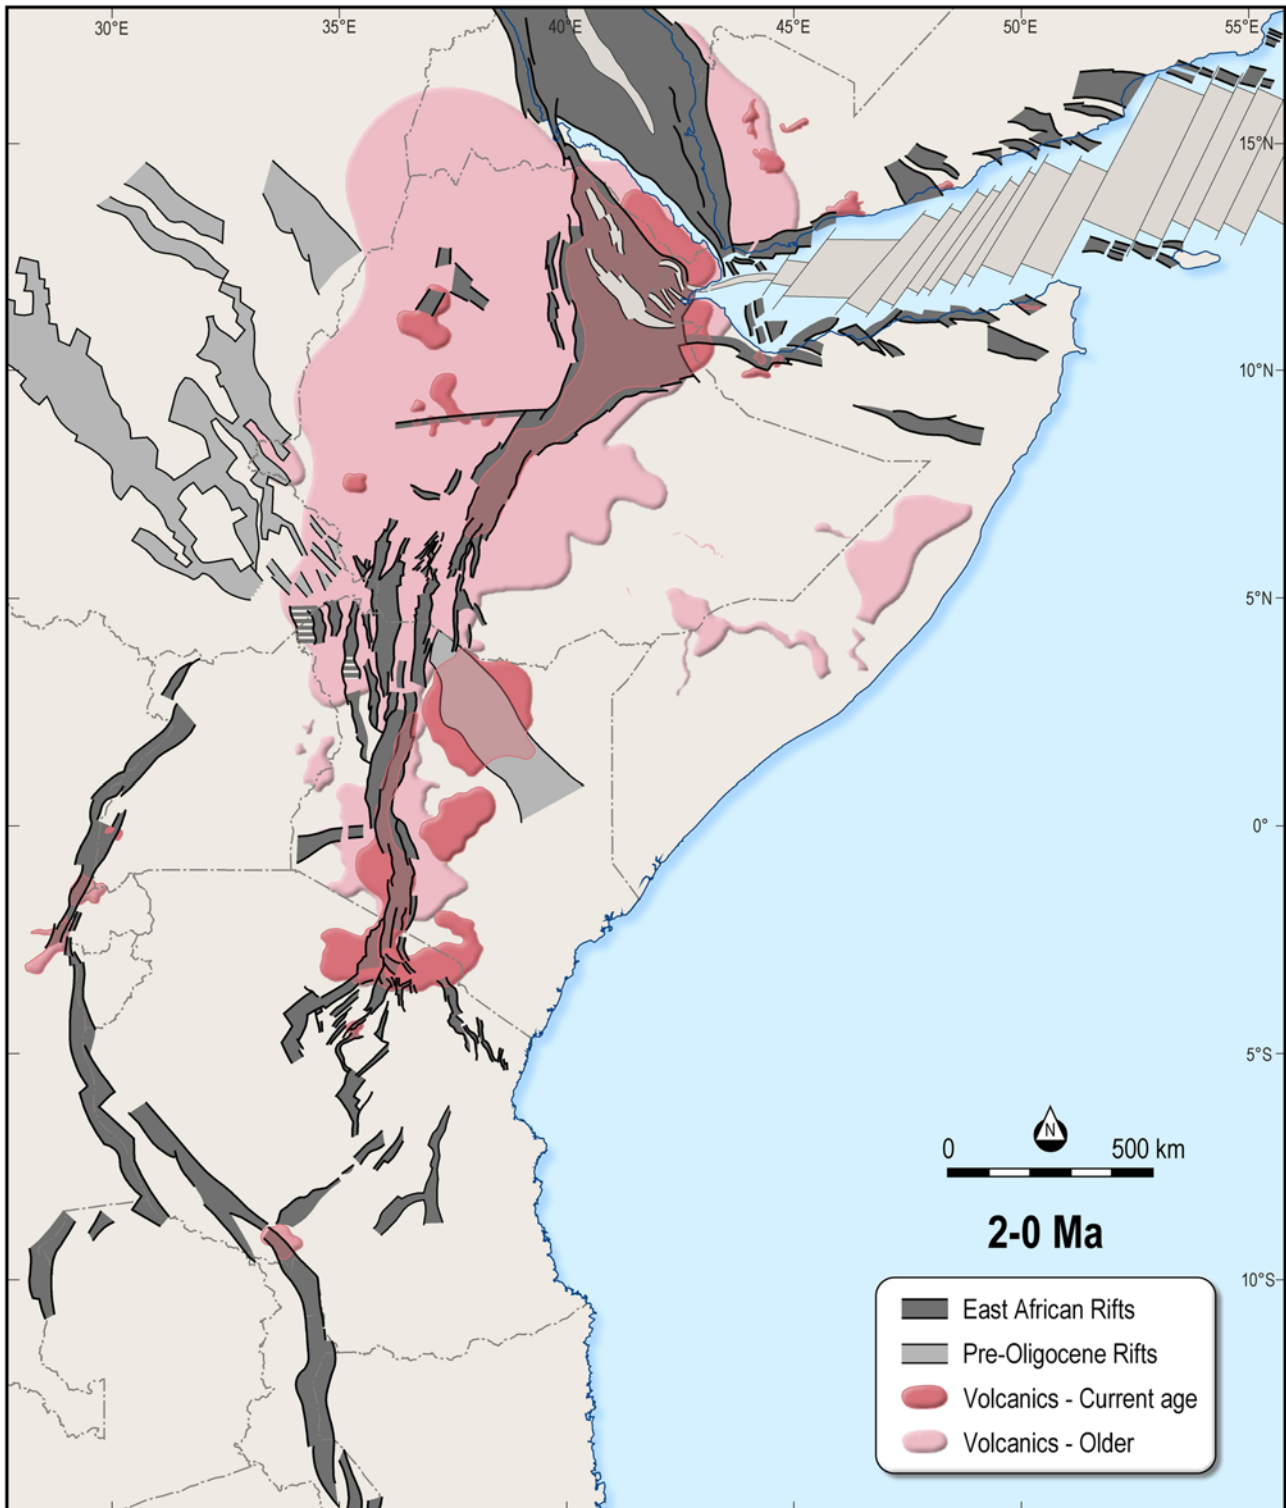 30°E 35°E 40°E 45°E 50°E 55°E
15°N
10°N
5°N
0°
5°S
10°S
N
0 500 km
2-0 Ma
East African Rifts
Pre-Oligocene Rifts
Volcanics - Current age
Volcanics - Older